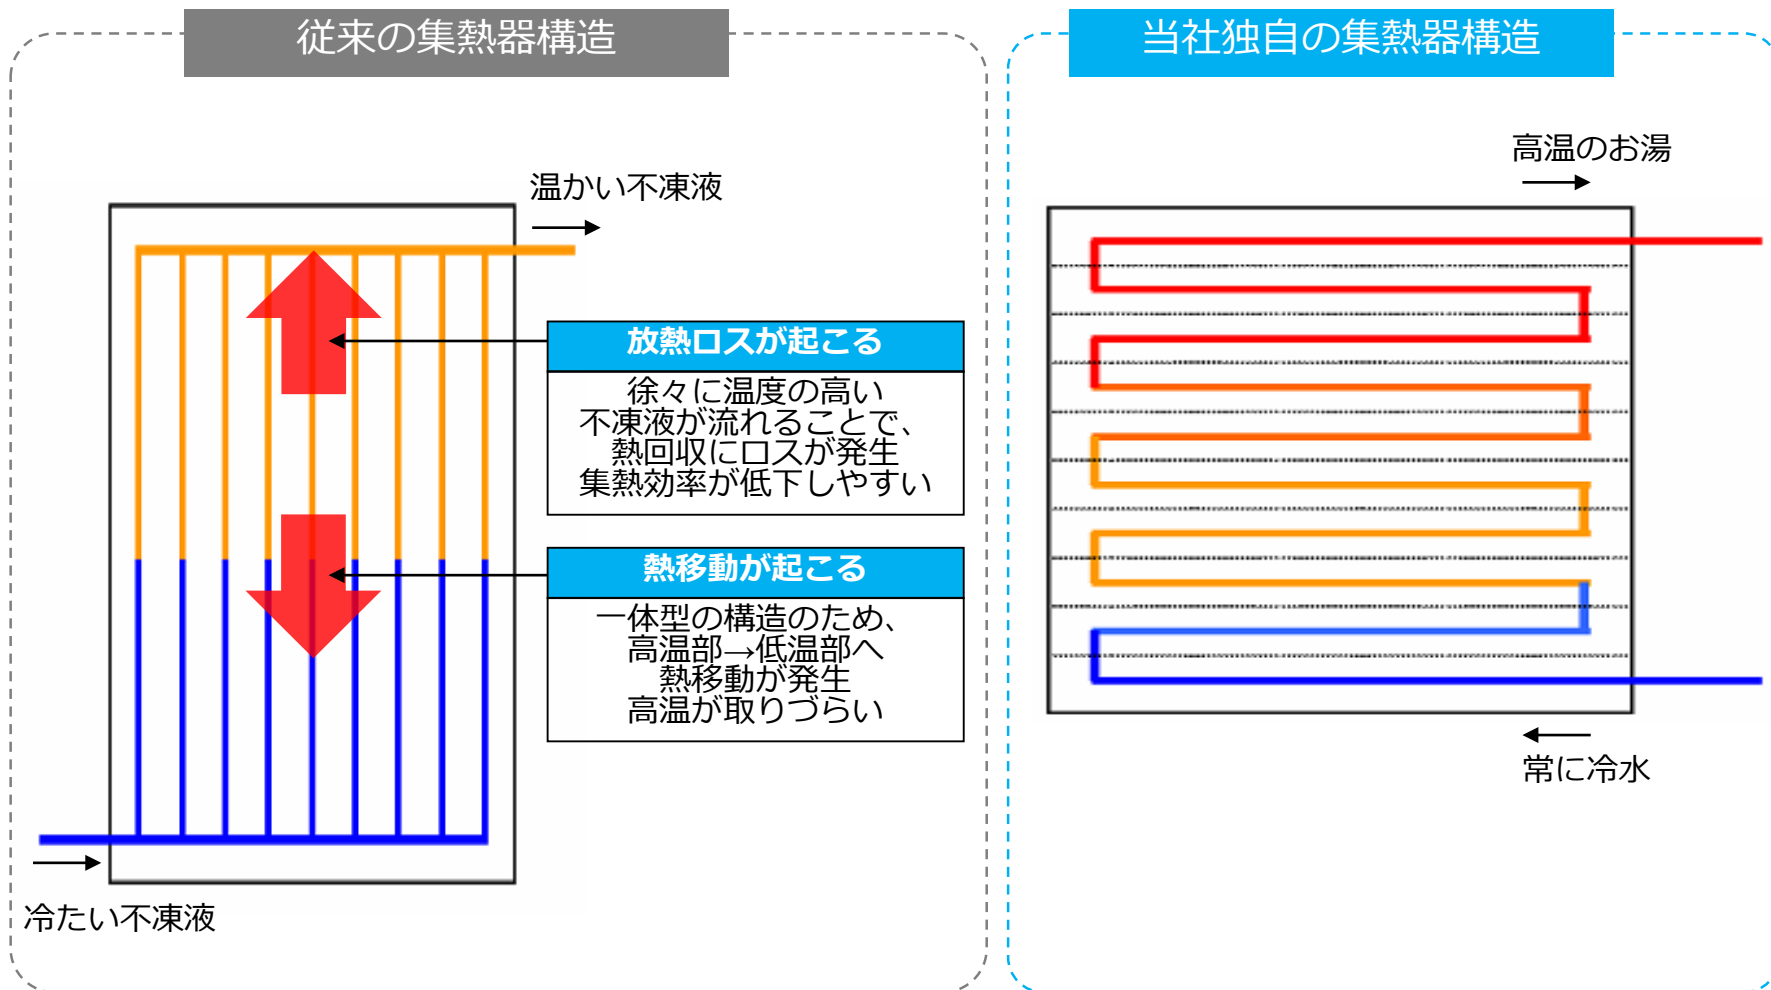 従来の集熱器構造
温かい不凍液
放熱ロスが起こる
徐々に温度の高い
不凍液が流れることで、
熱回収にロスが発生
集熱効率が低下しやすい
熱移動が起こる
一体型の構造のため、
高温部→低温部へ
熱移動が発生
高温が取りづらい
冷たい不凍液
当社独自の集熱器構造
高温のお湯
常に冷水